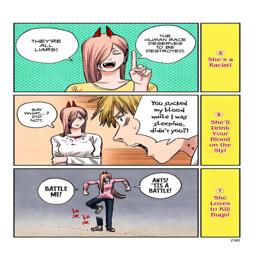 THEY'RE
ALL
LIARS!
THE
HUMAN RACE
DESERVES
TO BE
DESTROYED.
5
She's a
Racist!
SAY
WHAT...?
DID
NOT.
You sucked
my blood
while I was
sleeping,
didn't you?!
6
She'll
Drink
Your
Blood
on the
Sly!
BATTLE
ME!
ANTS!
'TIS A
BATTLE!
7
She
Loves
to Kill
Bugs!